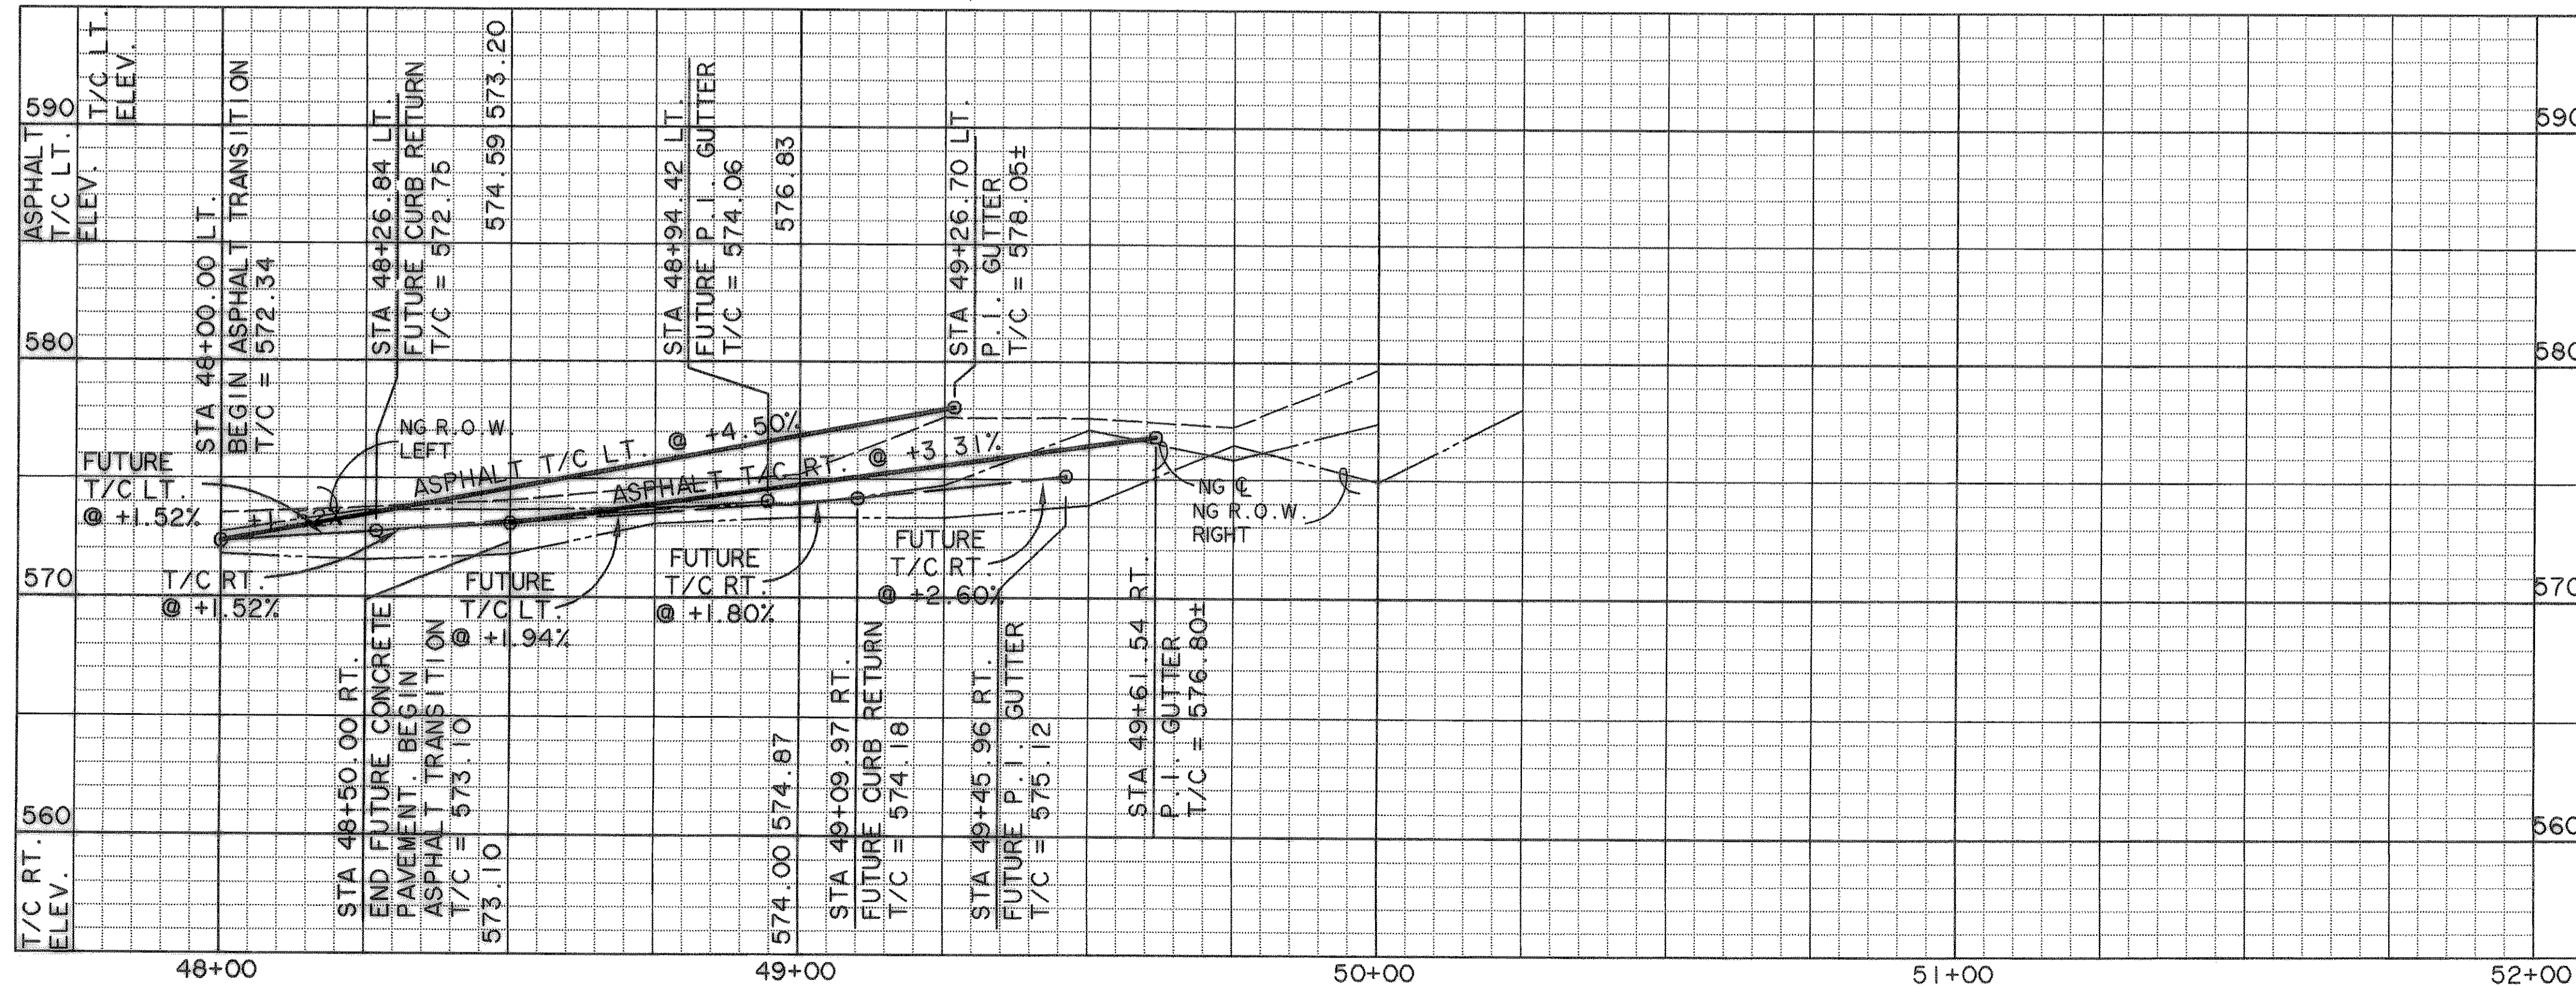 ASPHALT
T/C LT.
ELEV.
T/C LT.
ELEV.
590
580
570
560
T/C RT.
ELEV.
590
580
570
560
STA 48+00.00 LT.
BEGIN ASPHALT TRANSITION
T/C = 572.34
STA 48+26.84 LT.
FUTURE CURB RETURN
T/C = 572.75
574.59 573.20
STA 48+94.42 LT.
FUTURE P.I. GUTTER
T/C = 574.06
576.83
STA 49+26.70 LT.
P.I. GUTTER
T/C = 578.05±
NG R.O.W.
LEFT
FUTURE
T/C LT.
@ +1.52%
ASPHALT T/C LT. @ +4.50%
ASPHALT T/C RT. @ +3.31%
NG ℄
NG R.O.W.
RIGHT
T/C RT.
@ +1.52%
FUTURE
T/C LT.
@ +1.94%
FUTURE
T/C RT.
@ +1.80%
FUTURE
T/C RT.
@ +2.60%
STA 48+50.00 RT.
END FUTURE CONCRETE
PAVEMENT. BEGIN
ASPHALT TRANSITION
T/C = 573.10
573.10
574.00 574.87
STA 49+09.97 RT.
FUTURE CURB RETURN
T/C = 574.18
STA 49+45.96 RT.
FUTURE P.I. GUTTER
T/C = 575.12
STA 49+61.54 RT.
P.I. GUTTER
T/C = 576.80±
48+00
49+00
50+00
51+00
52+00